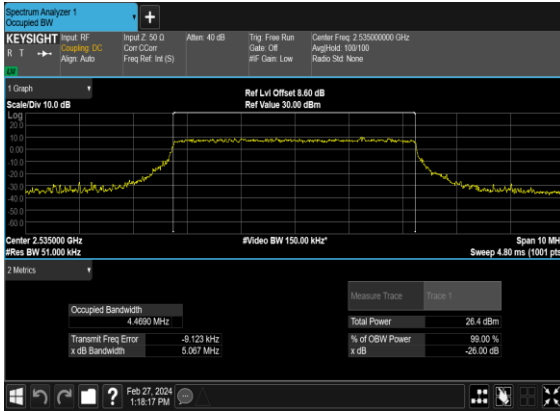 Spectrum Analyzer 1
Occupied BW
+
KEYSIGHT Input: RF Input Z: 50 Ω Atten: 40 dB Trig: Free Run Center Freq: 2.535000000 GHz
R T Coupling: DC Corr CCorr Gate: Off Avg|Hold: 100/100
Align: Auto Freq Ref: Int (S) #IF Gain: Low Radio Std: None
1 Graph
Ref Lvl Offset 8.60 dB
Scale/Div 10.0 dB Ref Value 30.00 dBm
Log
20.0
10.0
0.00
-10.0
-20.0
-30.0
-40.0
-50.0
-60.0
Center 2.535000 GHz #Video BW 150.00 kHz* Span 10 MH
#Res BW 51.000 kHz Sweep 4.80 ms (1001 pts
2 Metrics
Measure Trace Trace 1
Occupied Bandwidth
4.4690 MHz Total Power 26.4 dBm
Transmit Freq Error -9.123 kHz % of OBW Power 99.00 %
x dB Bandwidth 5.067 MHz x dB -26.00 dB
? Feb 27, 2024
1:18:17 PM